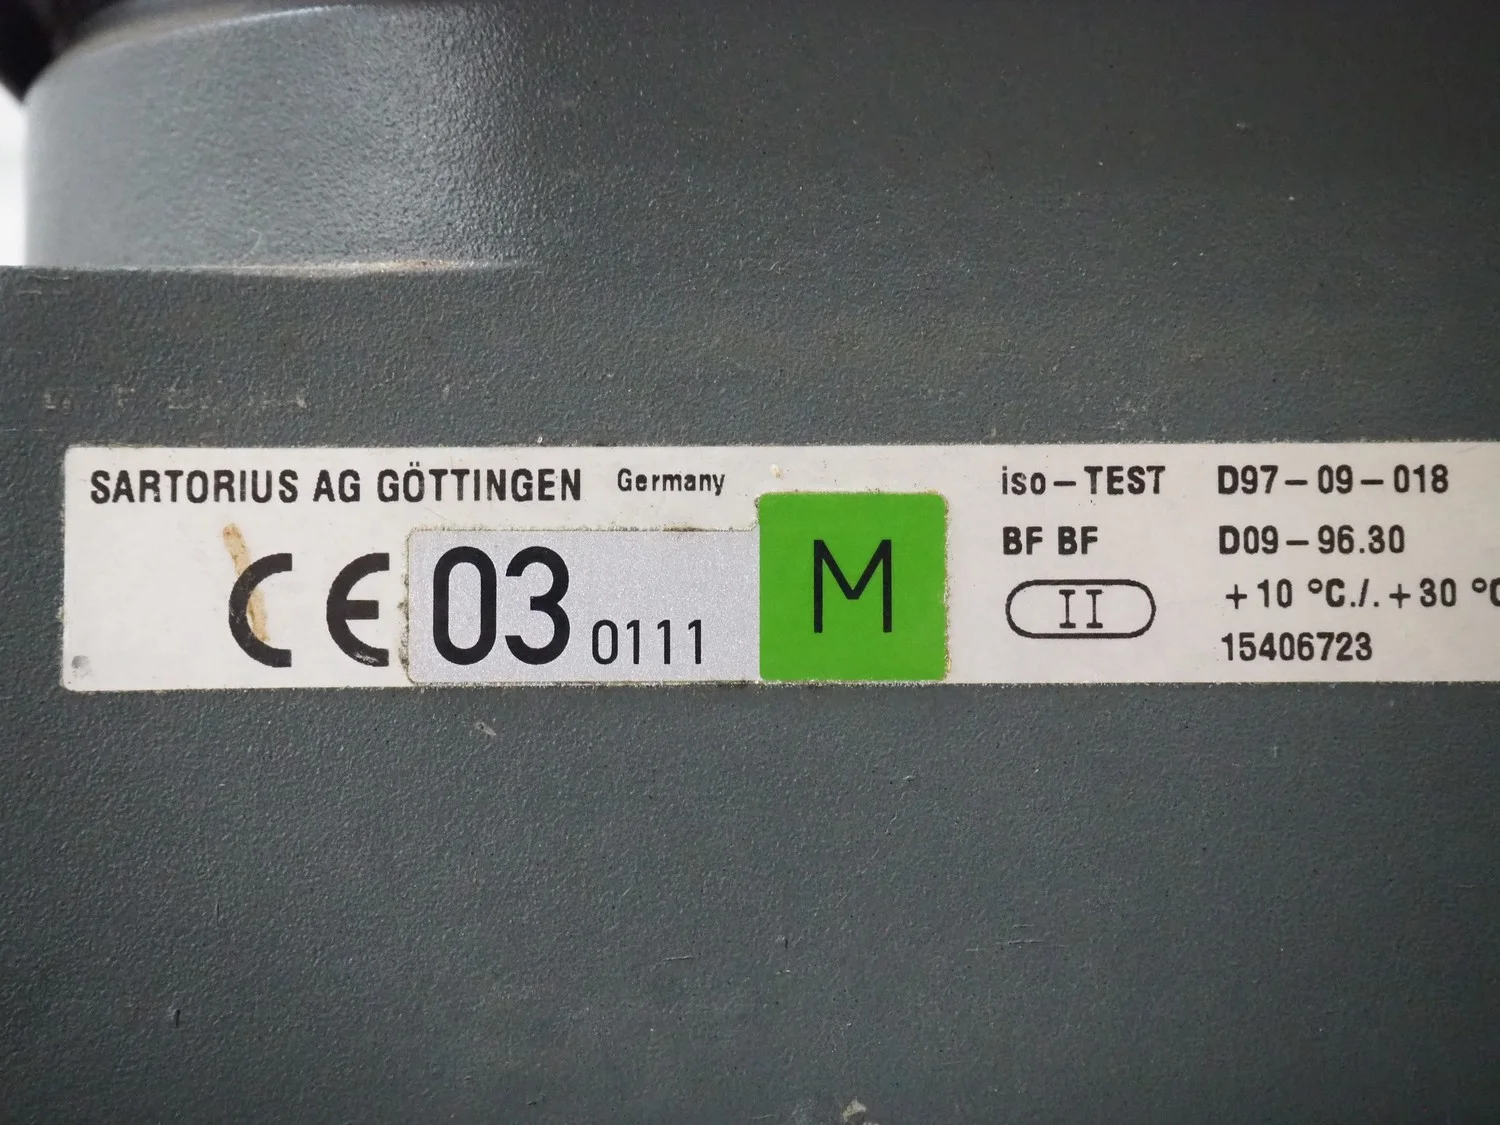 SARTORIUS AG GÖTTINGEN Germany
CE 03 0111 M
iso-TEST D97-09-018
BF BF D09-96.30
II +10 °C./.+30 °C
15406723